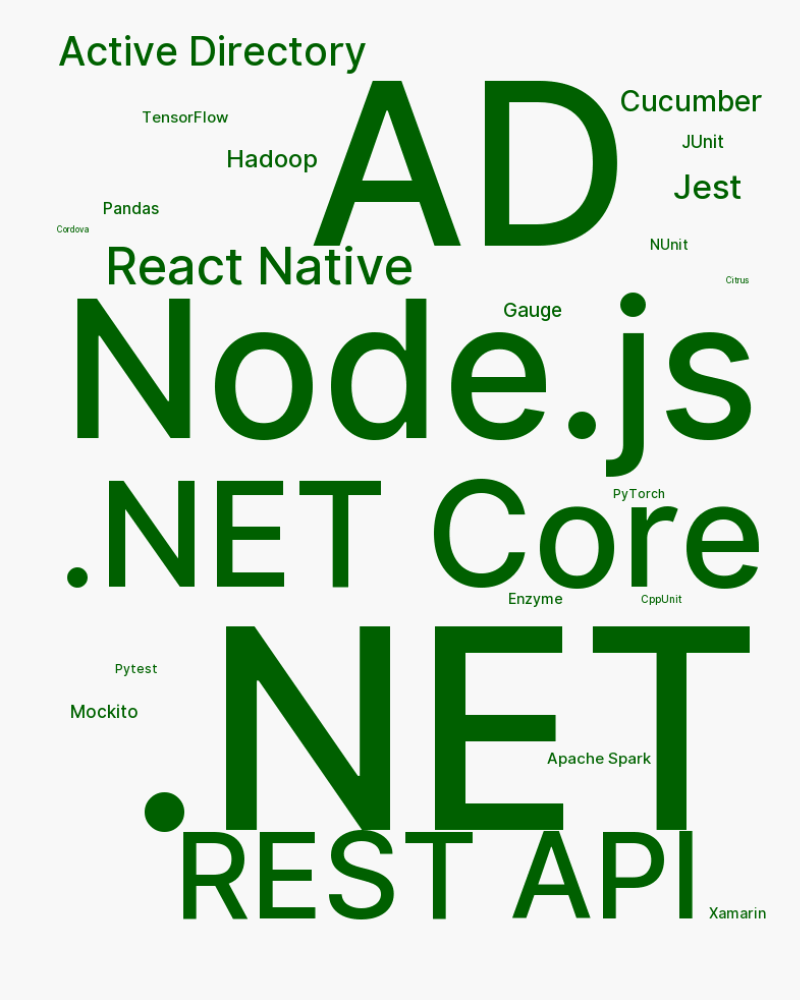 Active Directory
AD
Cucumber
TensorFlow
JUnit
Hadoop
Jest
Pandas
Cordova
NUnit
React Native
Citrus
Gauge
Node.js
.NET Core
PyTorch
Enzyme
CppUnit
.NET
Pytest
Mockito
Apache Spark
REST API
Xamarin